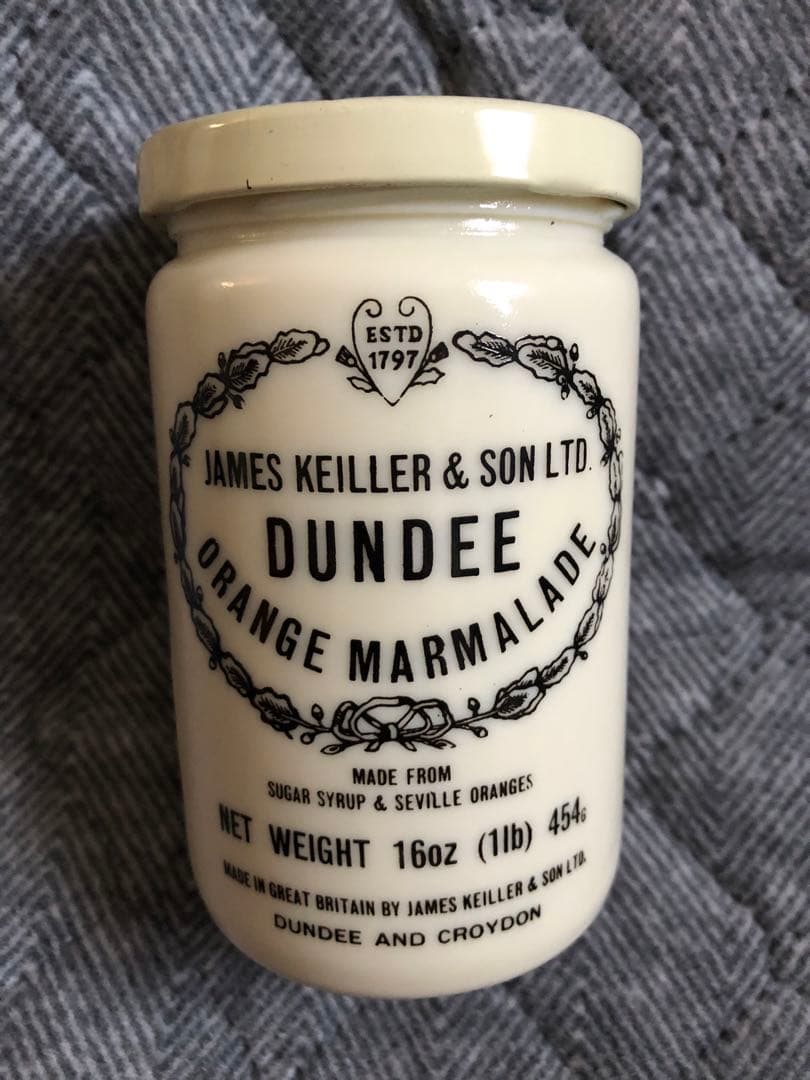 ESTD
1797
JAMES KEILLER & SON LTD.
DUNDEE
ORANGE MARMALADE
MADE FROM
SUGAR SYRUP & SEVILLE ORANGES
NET WEIGHT 16oz (1lb) 454G
MADE IN GREAT BRITAIN BY JAMES KEILLER & SON LTD.
DUNDEE AND CROYDON